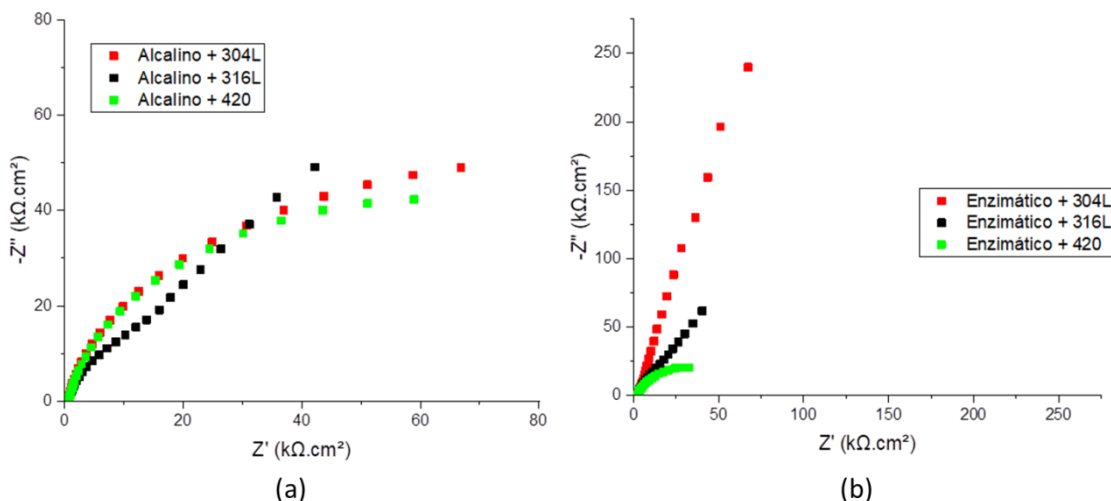 80
60
40
20
0
-Z'' (kΩ.cm²)
Alcalino + 304L
Alcalino + 316L
Alcalino + 420
0 20 40 60 80
Z' (kΩ.cm²)
(a)
250
200
150
100
50
0
-Z'' (kΩ.cm²)
Enzimático + 304L
Enzimático + 316L
Enzimático + 420
0 50 100 150 200 250
Z' (kΩ.cm²)
(b)